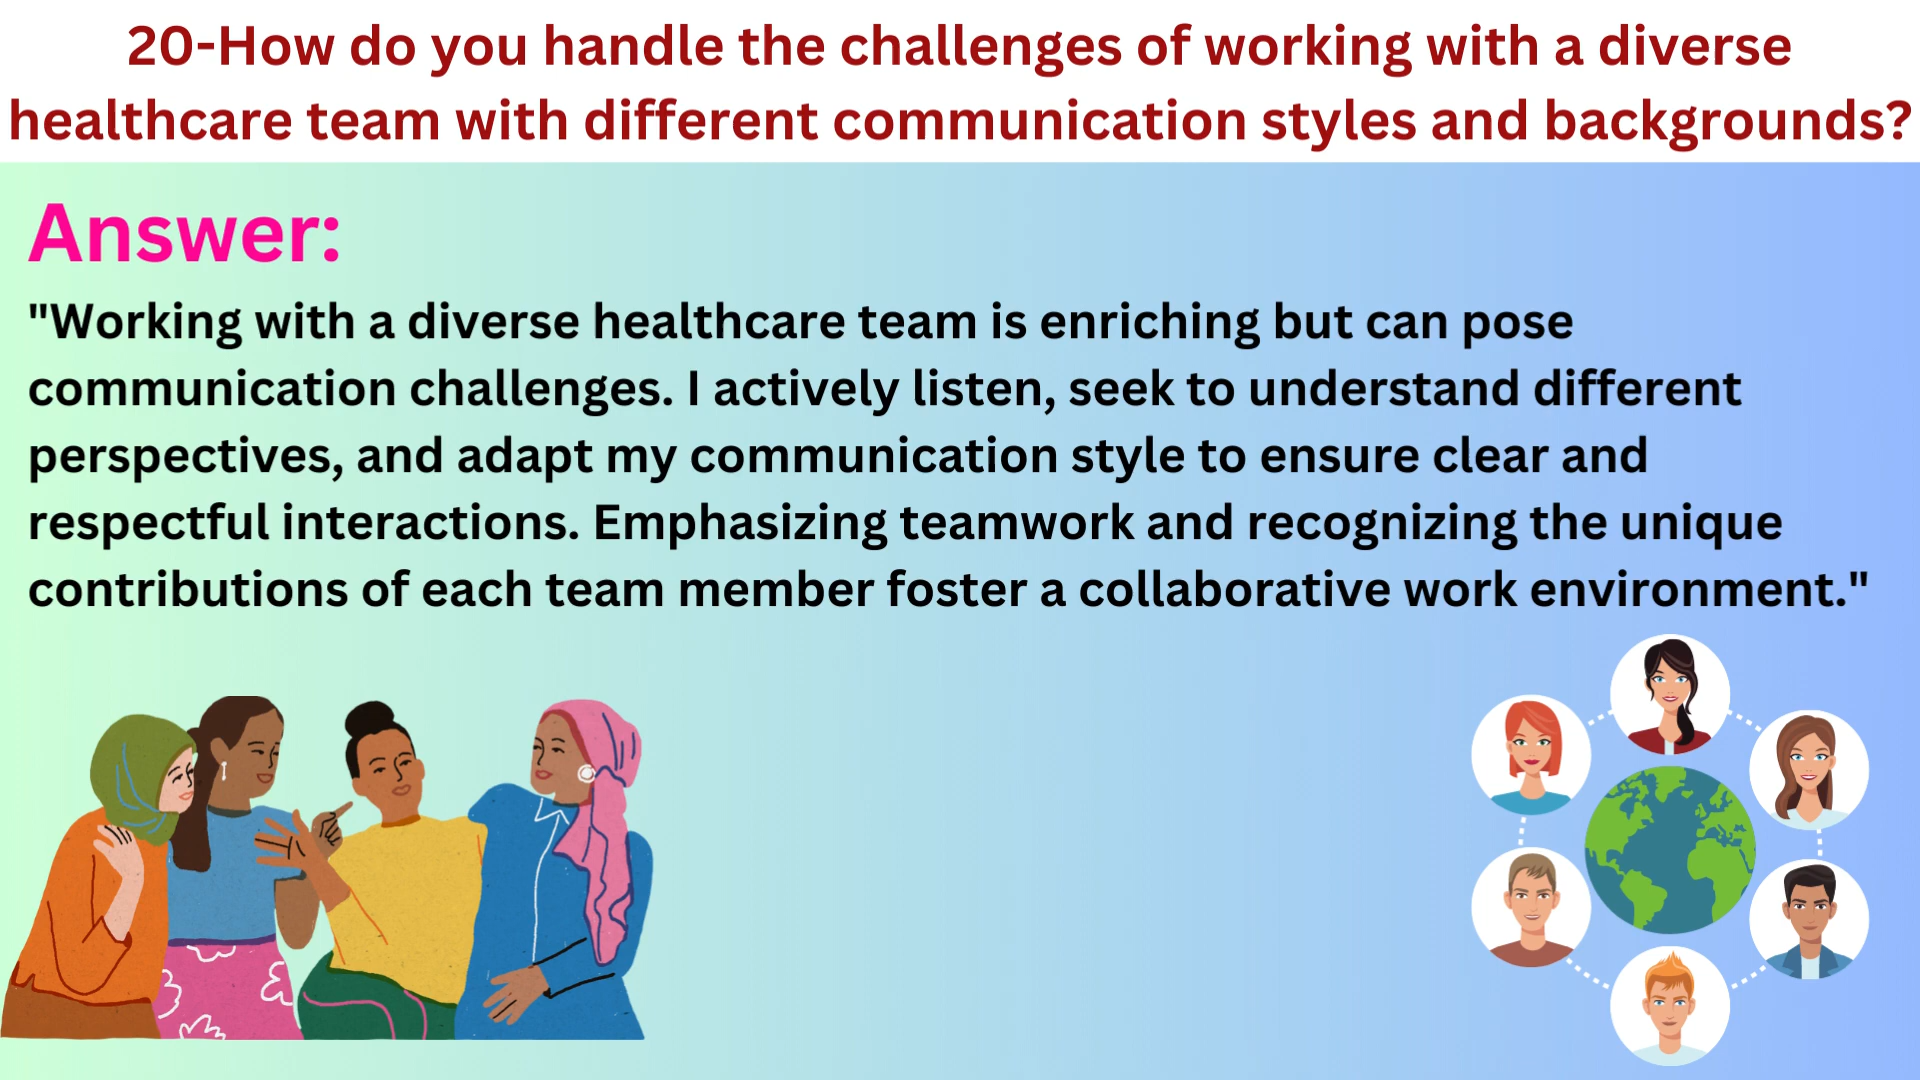 20-How do you handle the challenges of working with a diverse
healthcare team with different communication styles and backgrounds?
Answer:
"Working with a diverse healthcare team is enriching but can pose
communication challenges. I actively listen, seek to understand different
perspectives, and adapt my communication style to ensure clear and
respectful interactions. Emphasizing teamwork and recognizing the unique
contributions of each team member foster a collaborative work environment."